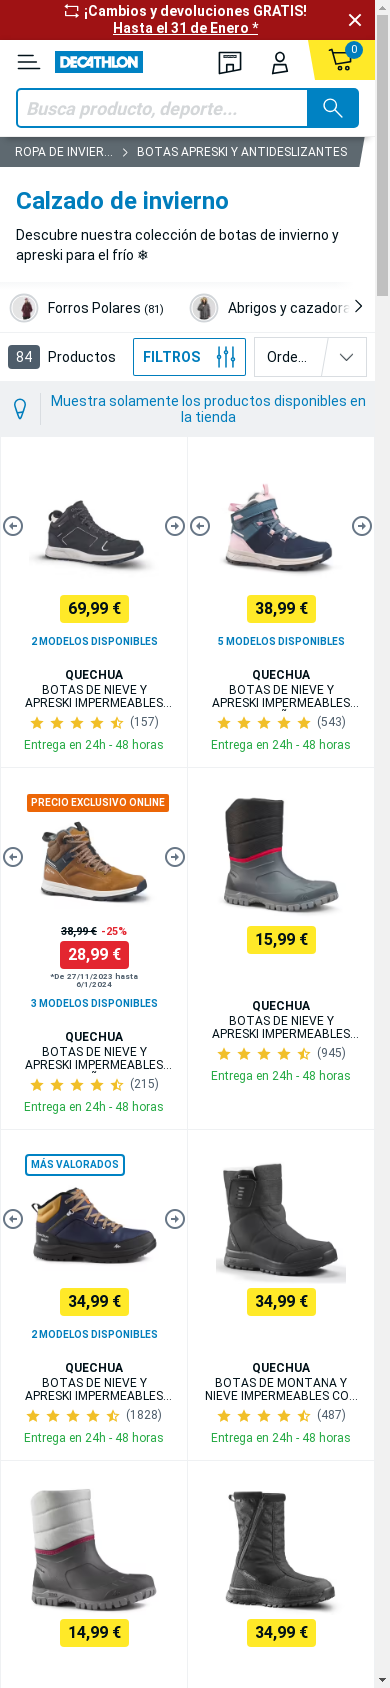 ¡Cambios y devoluciones GRATIS!
Hasta el 31 de Enero *
DECATHLON
0
Busca producto, deporte...
ROPA DE INVIER...
BOTAS APRESKI Y ANTIDESLIZANTES
Calzado de invierno
Descubre nuestra colección de botas de invierno y
apreski para el frío ❄
Forros Polares (81)
Abrigos y cazadora
84 Productos
FILTROS
Orde...
Muestra solamente los productos disponibles en
la tienda
69,99 €
2 MODELOS DISPONIBLES
QUECHUA
BOTAS DE NIEVE Y
APRESKI IMPERMEABLES...
(157)
Entrega en 24h - 48 horas
38,99 €
5 MODELOS DISPONIBLES
QUECHUA
BOTAS DE NIEVE Y
APRESKI IMPERMEABLES...
(543)
Entrega en 24h - 48 horas
PRECIO EXCLUSIVO ONLINE
38,99 € -25%
28,99 €
*De 27/11/2023 hasta
6/1/2024
3 MODELOS DISPONIBLES
QUECHUA
BOTAS DE NIEVE Y
APRESKI IMPERMEABLES...
(215)
Entrega en 24h - 48 horas
15,99 €
QUECHUA
BOTAS DE NIEVE Y
APRESKI IMPERMEABLES...
(945)
Entrega en 24h - 48 horas
MÁS VALORADOS
34,99 €
2 MODELOS DISPONIBLES
QUECHUA
BOTAS DE NIEVE Y
APRESKI IMPERMEABLES...
(1828)
Entrega en 24h - 48 horas
34,99 €
QUECHUA
BOTAS DE MONTAÑA Y
NIEVE IMPERMEABLES CO...
(487)
Entrega en 24h - 48 horas
14,99 €
34,99 €